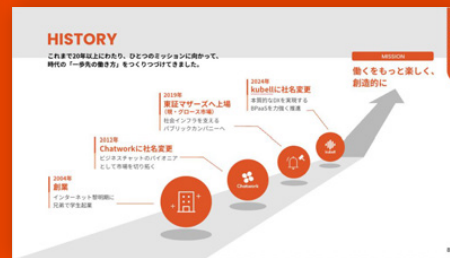 HISTORY
これまで20年以上にわたり、ひとつのミッションに向かって、
時代の「一歩先の働き方」をつくりつづけてきました。
MISSION
働くをもっと楽しく、
創造的に
2024年
kubellに社名変更
本質的なDXを実現する
BPaaSを力強く推進
2019年
東証マザーズへ上場
(現・グロース市場)
社会インフラを支える
パブリックカンパニーへ
2012年
Chatworkに社名変更
ビジネスチャットのパイオニア
として市場を切り拓く
2004年
創業
インターネット黎明期に
兄弟で学生起業
Chatwork
kubell